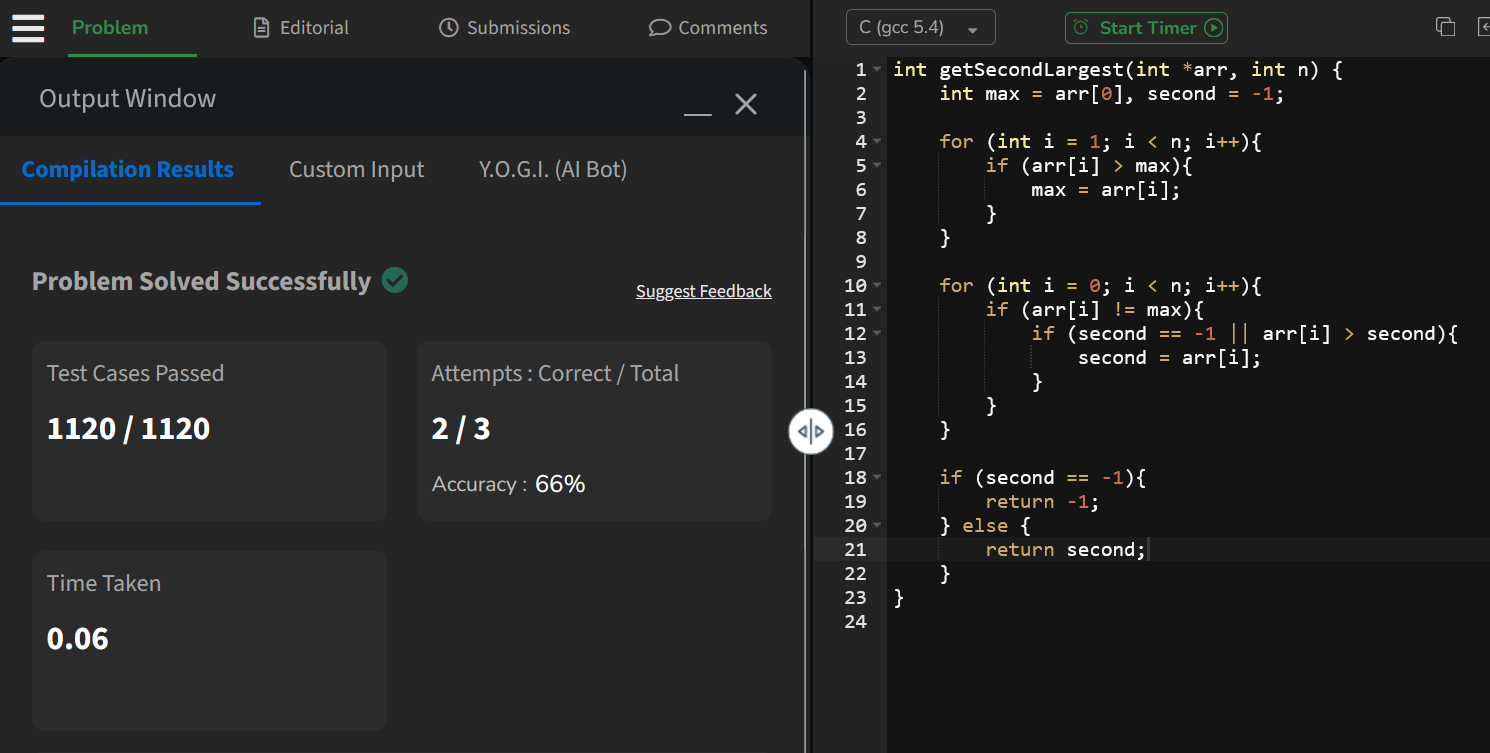 Problem
Editorial
Submissions
Comments
Output Window
Compilation Results
Custom Input
Y.O.G.I. (AI Bot)
Problem Solved Successfully
Suggest Feedback
Test Cases Passed
1120 / 1120
Attempts : Correct / Total
2 / 3
Accuracy : 66%
Time Taken
0.06
C (gcc 5.4)
Start Timer
1 int getSecondLargest(int *arr, int n) {
2     int max = arr[0], second = -1;
3
4     for (int i = 1; i < n; i++){
5         if (arr[i] > max){
6             max = arr[i];
7         }
8     }
9
10     for (int i = 0; i < n; i++){
11         if (arr[i] != max){
12             if (second == -1 || arr[i] > second){
13                 second = arr[i];
14             }
15         }
16     }
17
18     if (second == -1){
19         return -1;
20     } else {
21         return second;
22     }
23 }
24